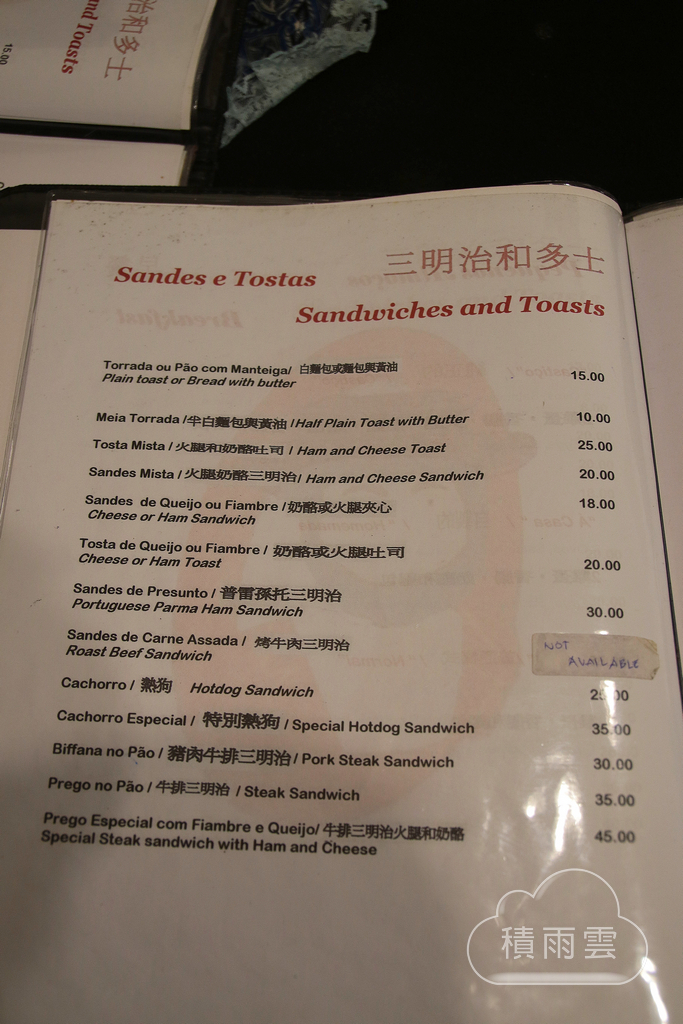 治和多士
and Toasts
15.00
三明治和多士
Sandes e Tostas
Sandwiches and Toasts
Torrada ou Pão com Manteiga/ 白麵包或麵包與黃油 15.00
Plain toast or Bread with butter
Meia Torrada /半白麵包與黃油 /Half Plain Toast with Butter 10.00
Tosta Mista / 火腿和奶酪吐司 / Ham and Cheese Toast 25.00
Sandes Mista / 火腿奶酪三明治/ Ham and Cheese Sandwich 20.00
Sandes de Queijo ou Fiambre /奶酪或火腿夾心 18.00
Cheese or Ham Sandwich
Tosta de Queijo ou Fiambre / 奶酪或火腿吐司
Cheese or Ham Toast 20.00
Sandes de Presunto / 普雷孫托三明治
Portuguese Parma Ham Sandwich 30.00
Sandes de Carne Assada / 烤牛肉三明治 NOT
Roast Beef Sandwich AVAILABLE
Cachorro / 熱狗 Hotdog Sandwich 25.00
Cachorro Especial / 特別熱狗 / Special Hotdog Sandwich 35.00
Biffana no Pão / 豬肉牛排三明治/ Pork Steak Sandwich 30.00
Prego no Pão / 牛排三明治 / Steak Sandwich 35.00
Prego Especial com Fiambre e Queijo/ 牛排三明治火腿和奶酪
Special Steak sandwich with Ham and Cheese 45.00
積雨雲